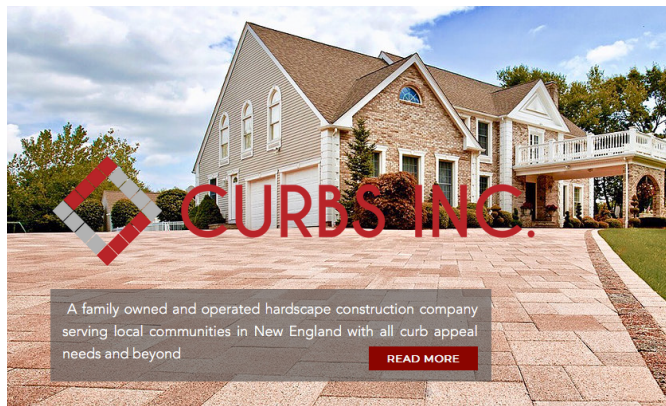 CURBS INC.
A family owned and operated hardscape construction company
serving local communities in New England with all curb appeal
needs and beyond
READ MORE